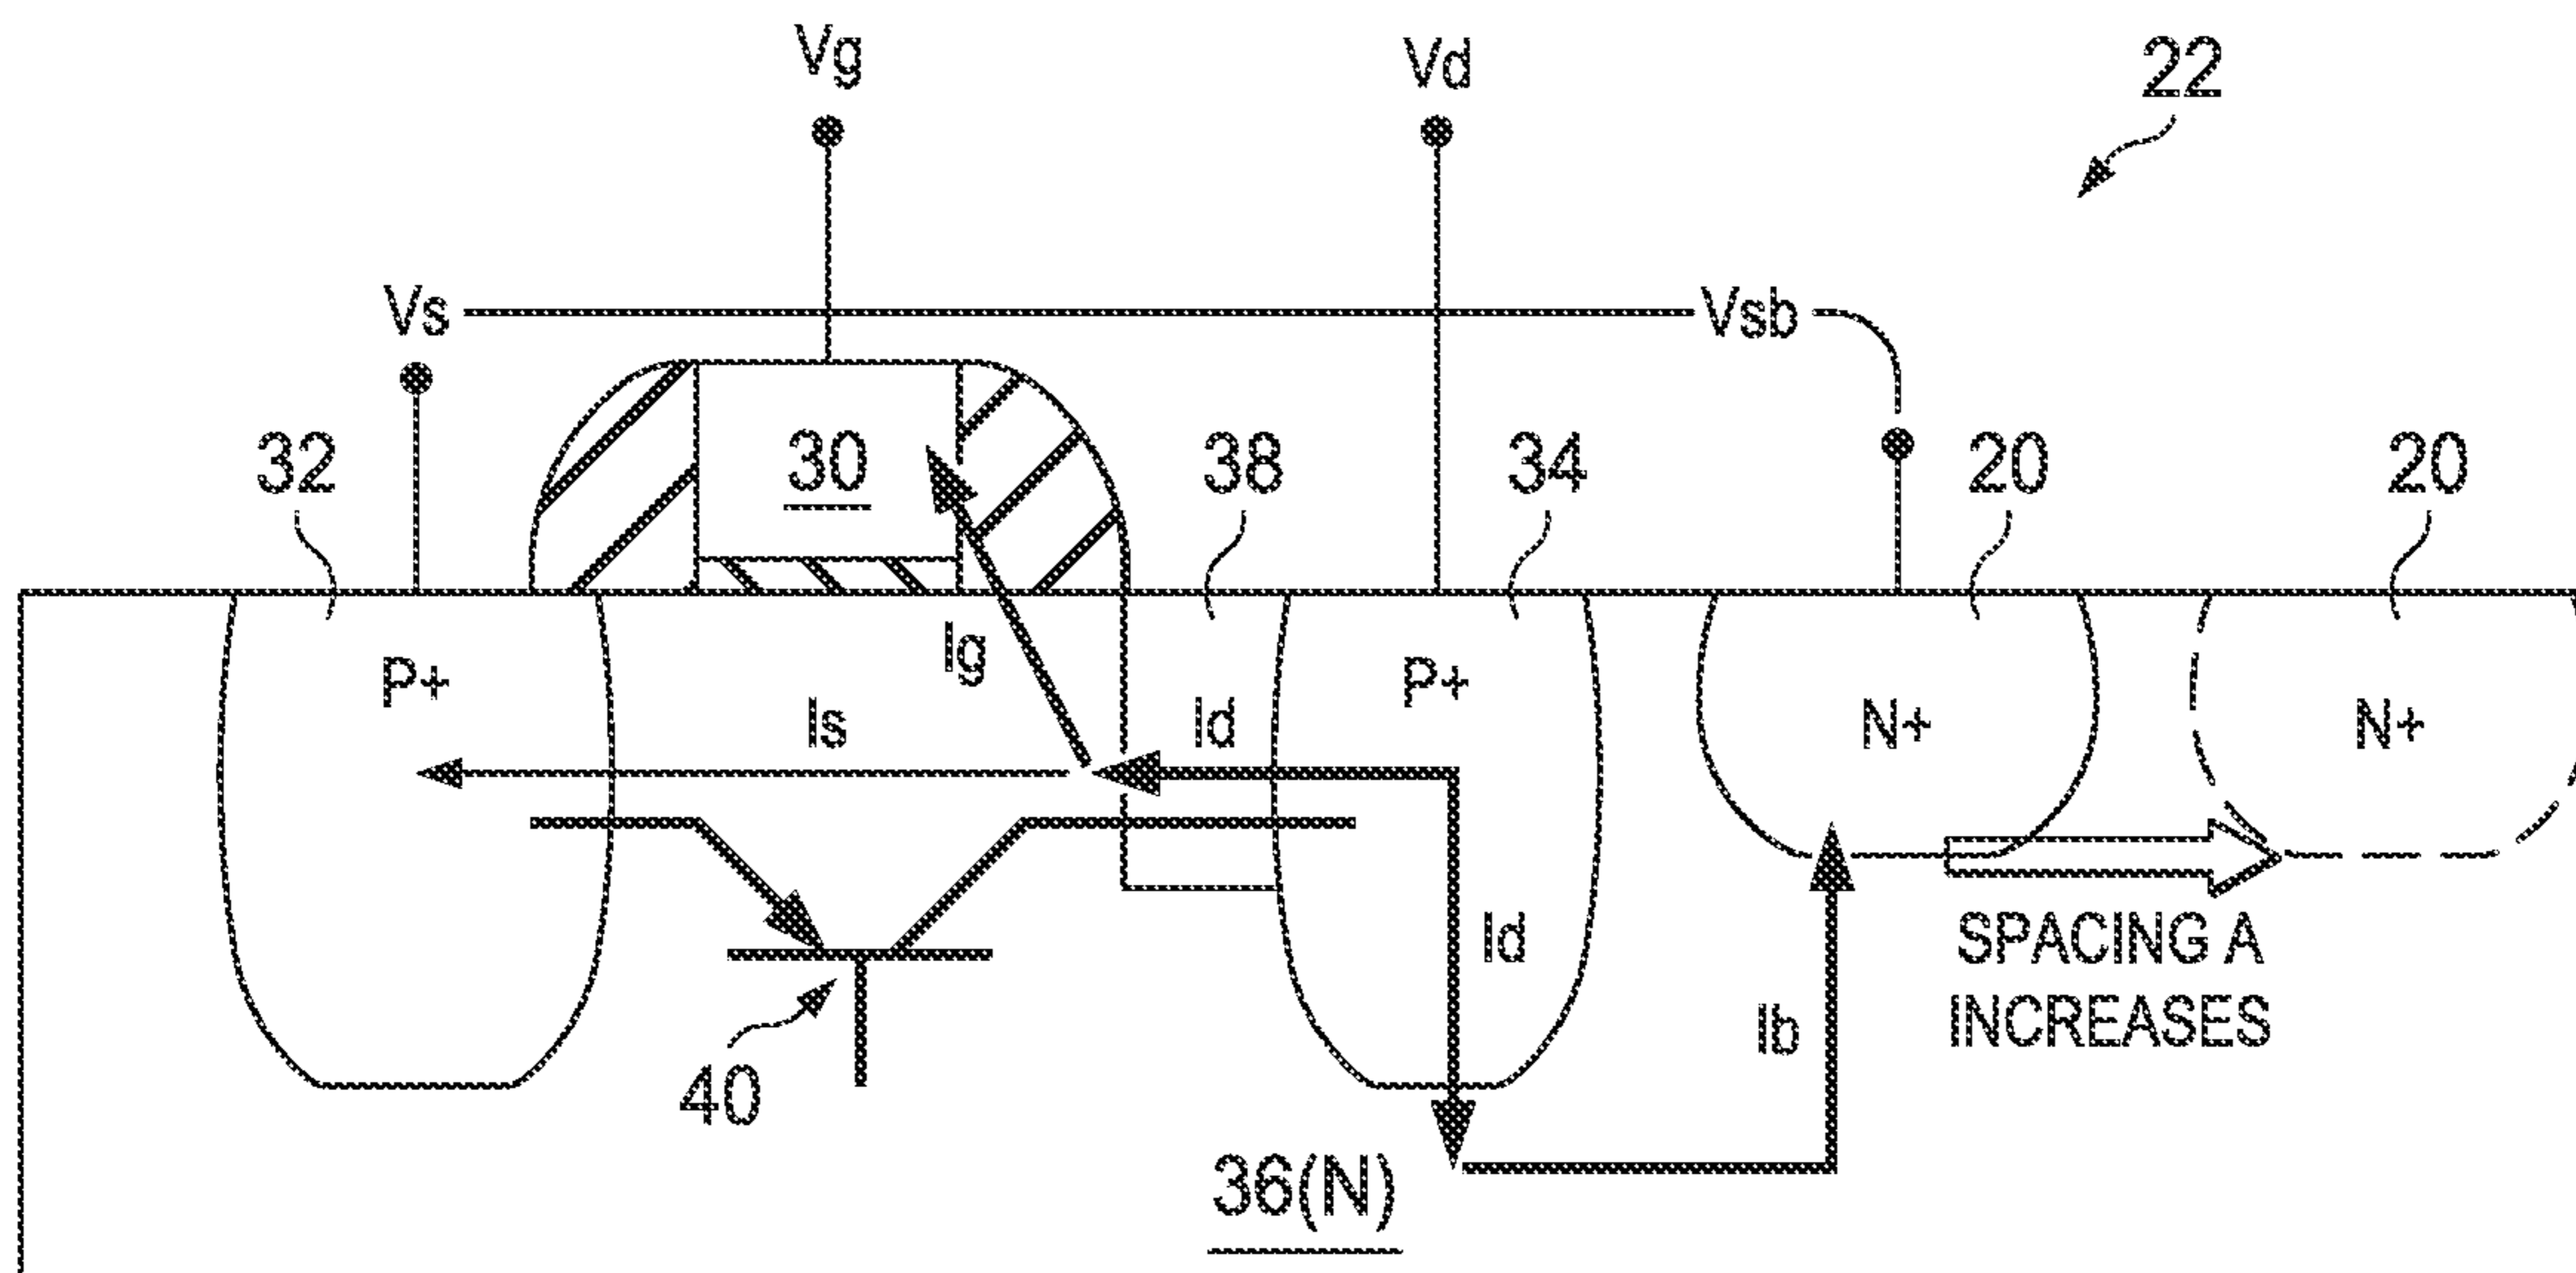 Vg
Vd
22
Vs
Vsb
32
30
38
34
20
20
Ig
P+
P+
Is
Id
N+
N+
Id
SPACING A
INCREASES
Ib
40
36(N)